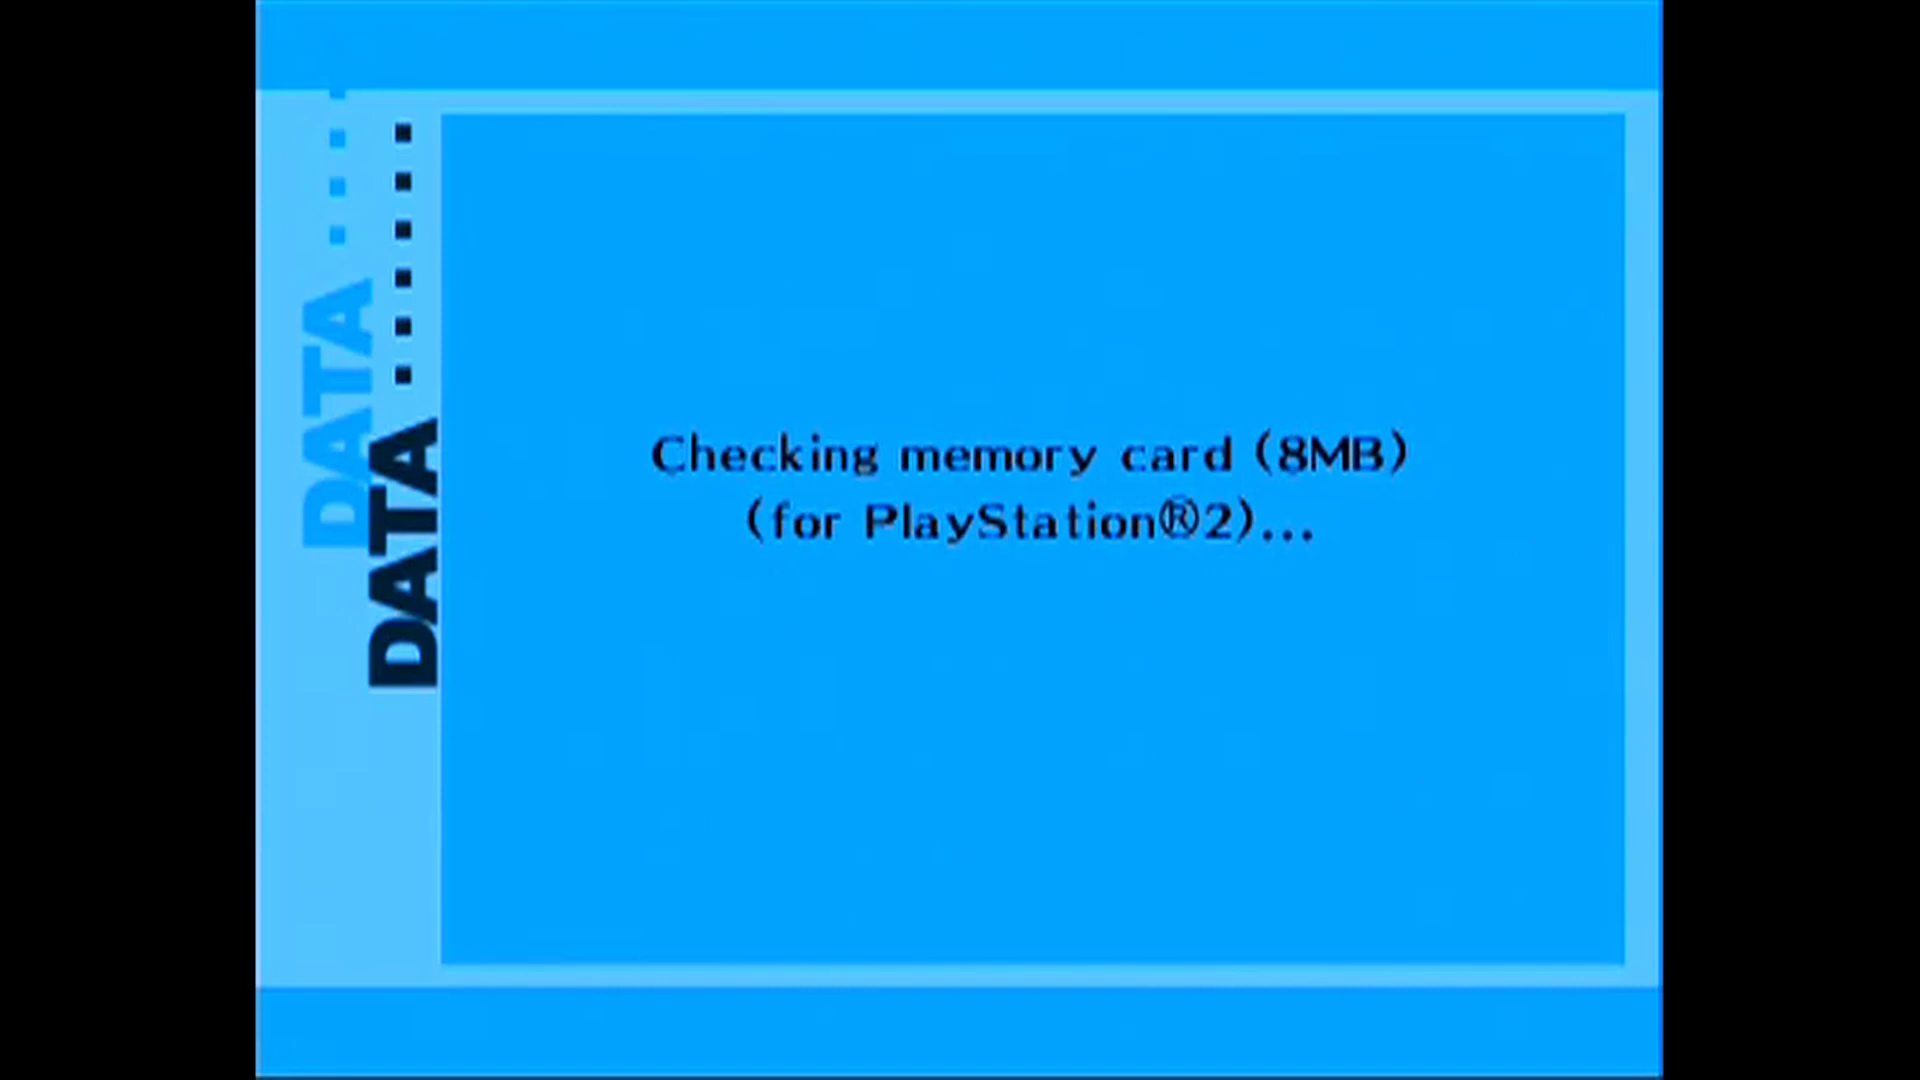 DATA ....
DATA ......
Checking memory card (8MB)
(for PlayStation®2)...